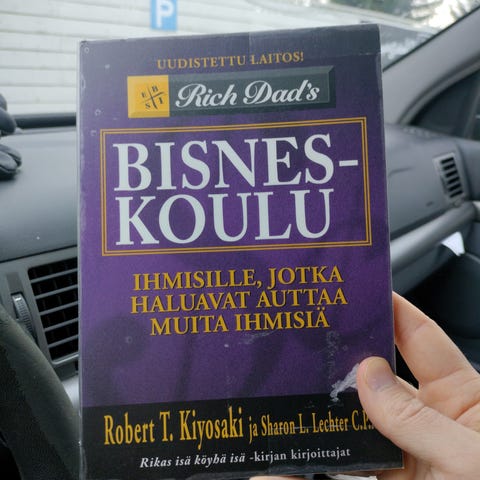 P
UUDISTETTU LAITOS!
E B
S I
Rich Dad's
BISNES-
KOULU
IHMISILLE, JOTKA
HALUAVAT AUTTAA
MUITA IHMISIÄ
Robert T. Kiyosaki ja Sharon L. Lechter C.P.
Rikas isä köyhä isä -kirjan kirjoittajat